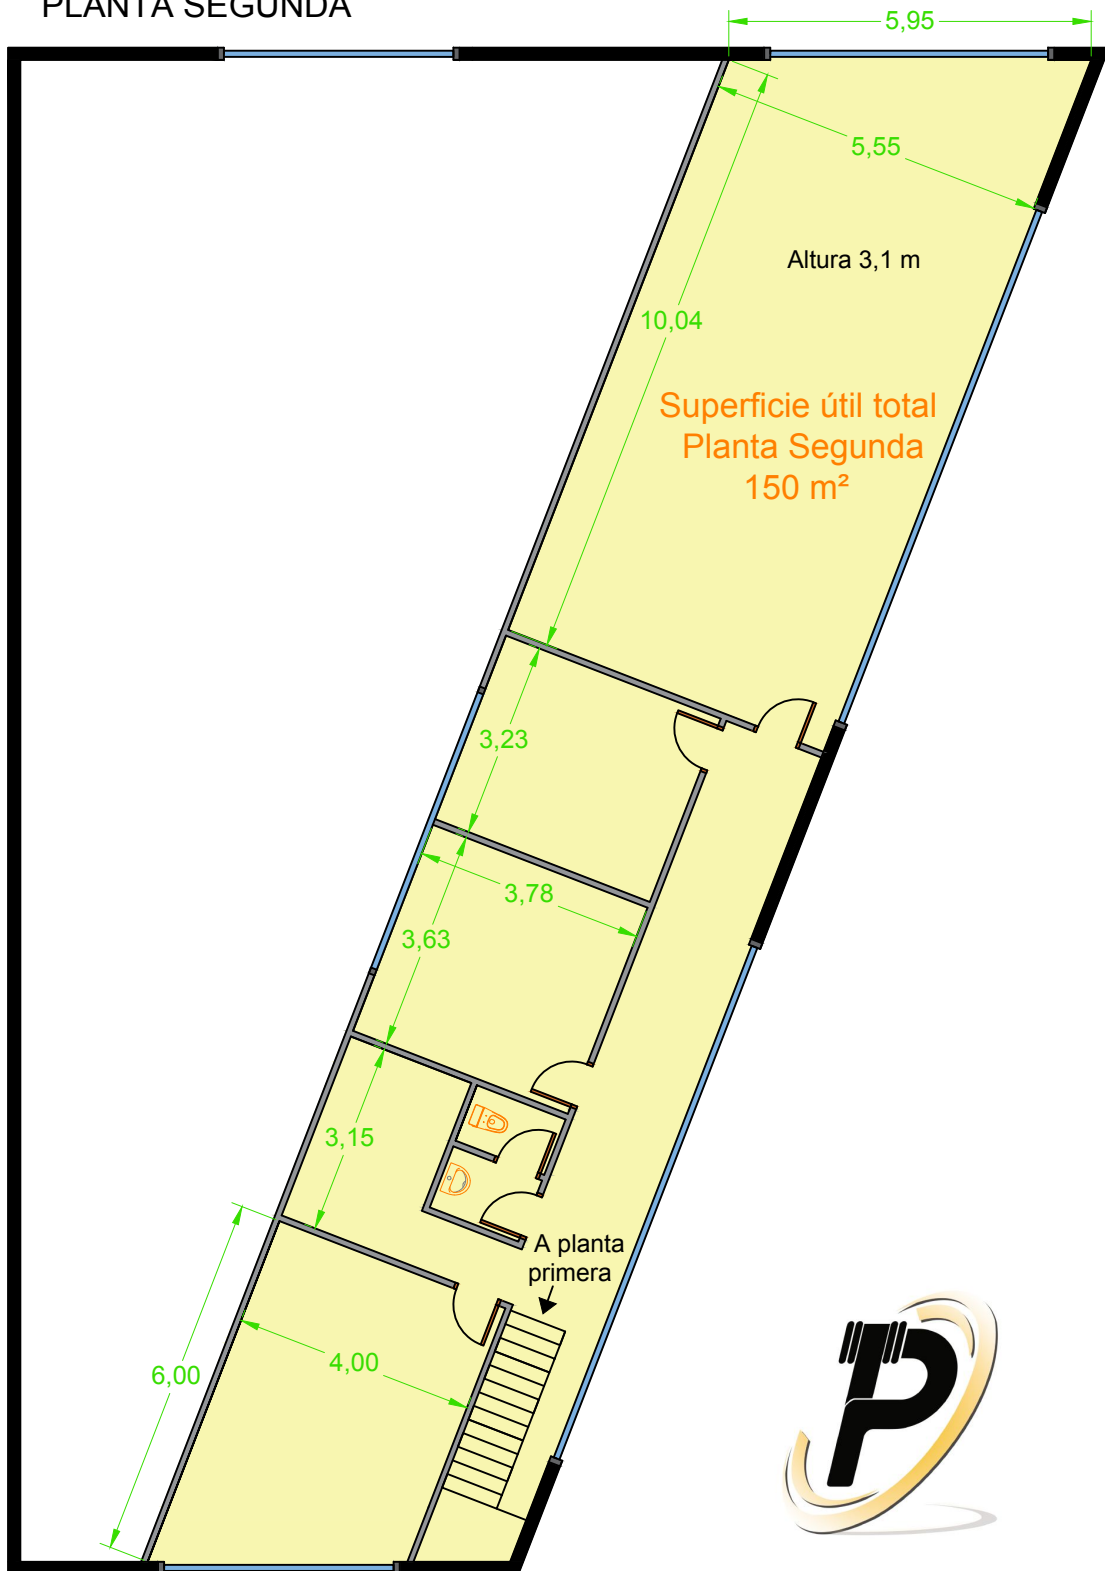 PLANTA SEGUNDA
5,95
5,55
Altura 3,1 m
10,04
Superficie útil total
Planta Segunda
150 m²
3,23
3,78
3,63
3,15
A planta
primera
4,00
6,00
P